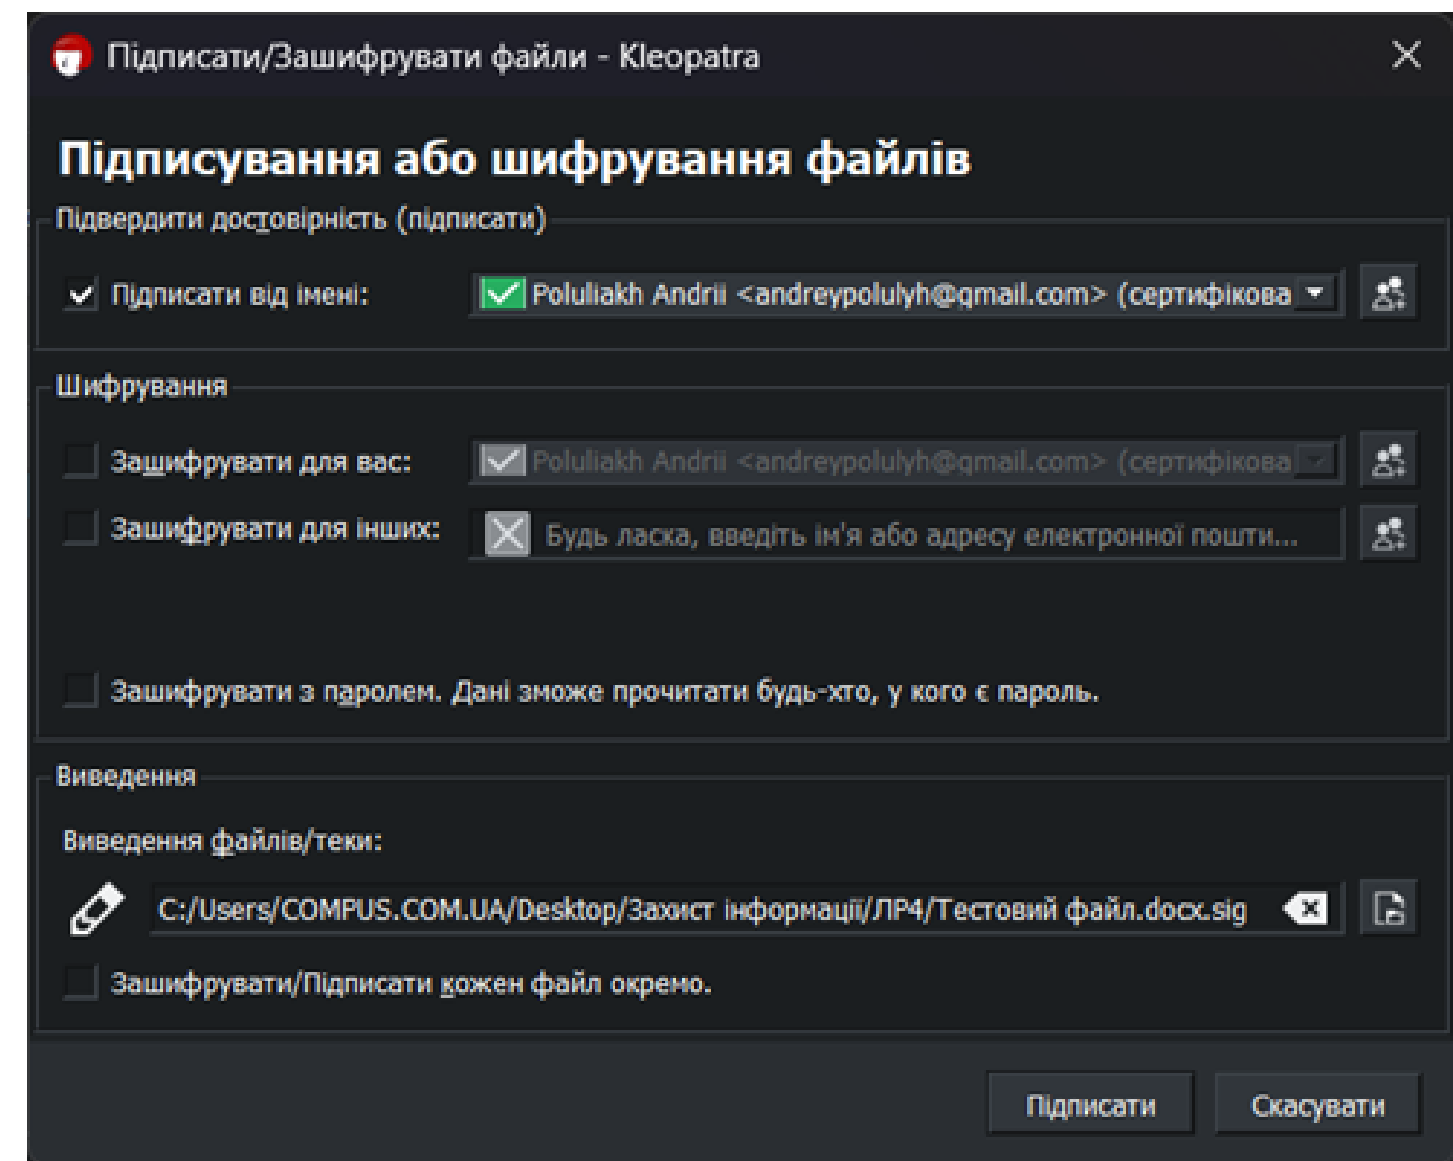 Підписати/Зашифрувати файли - Kleopatra
Підписування або шифрування файлів
Підвердити достовірність (підписати)
Підписати від імені: Poluliakh Andrii <andreypolulyh@gmail.com> (сертифікова
Шифрування
Зашифрувати для вас: Poluliakh Andrii <andreypolulyh@gmail.com> (сертифікова
Зашифрувати для інших: Будь ласка, введіть ім'я або адресу електронної пошти...
Зашифрувати з паролем. Дані зможе прочитати будь-хто, у кого є пароль.
Виведення
Виведення файлів/теки:
C:/Users/COMPUS.COM.UA/Desktop/Захист інформації/ЛР4/Тестовий файл.docx.sig
Зашифрувати/Підписати кожен файл окремо.
Підписати Скасувати